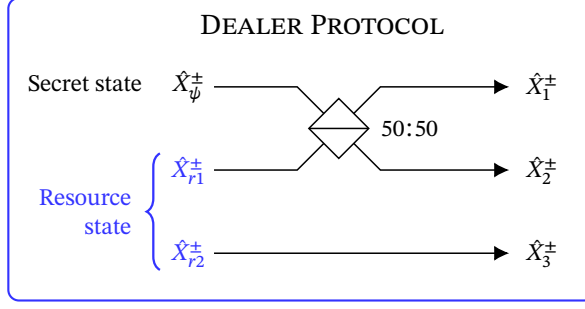 DEALER PROTOCOL
Secret state X̂ψ± X̂1±
50:50
X̂r1± X̂2±
Resource
state
X̂r2± X̂3±